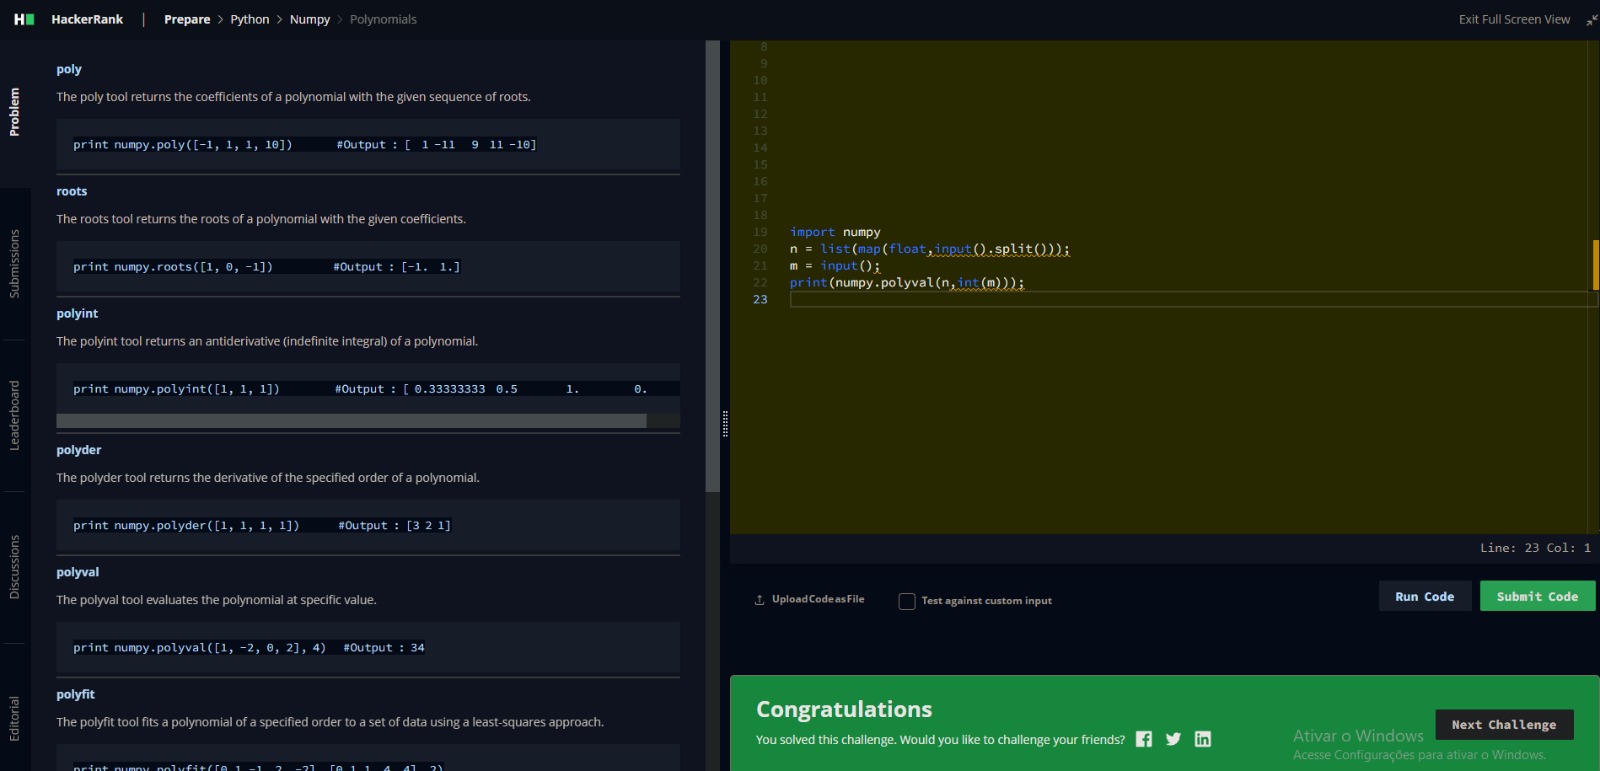 H HackerRank | Prepare > Python > Numpy > Polynomials
Exit Full Screen View
Problem
Submissions
Leaderboard
Discussions
Editorial
poly
The poly tool returns the coefficients of a polynomial with the given sequence of roots.
print numpy.poly([-1, 1, 1, 10])      #Output : [  1 -11   9  11 -10]
roots
The roots tool returns the roots of a polynomial with the given coefficients.
print numpy.roots([1, 0, -1])         #Output : [-1.  1.]
polyint
The polyint tool returns an antiderivative (indefinite integral) of a polynomial.
print numpy.polyint([1, 1, 1])        #Output : [ 0.33333333  0.5         1.          0.
polyder
The polyder tool returns the derivative of the specified order of a polynomial.
print numpy.polyder([1, 1, 1, 1])     #Output : [3 2 1]
polyval
The polyval tool evaluates the polynomial at specific value.
print numpy.polyval([1, -2, 0, 2], 4)  #Output : 34
polyfit
The polyfit tool fits a polynomial of a specified order to a set of data using a least-squares approach.
print numpy.polyfit([0,1,-1, 2, -2], [0,1,1, 4, 4], 2)
8
9
10
11
12
13
14
15
16
17
18
19 import numpy
20 n = list(map(float,input().split()));
21 m = input();
22 print(numpy.polyval(n,int(m)));
23
Line: 23 Col: 1
Upload Code as File
Test against custom input
Run Code
Submit Code
Congratulations
You solved this challenge. Would you like to challenge your friends?
Next Challenge
Ativar o Windows
Acesse Configurações para ativar o Windows.